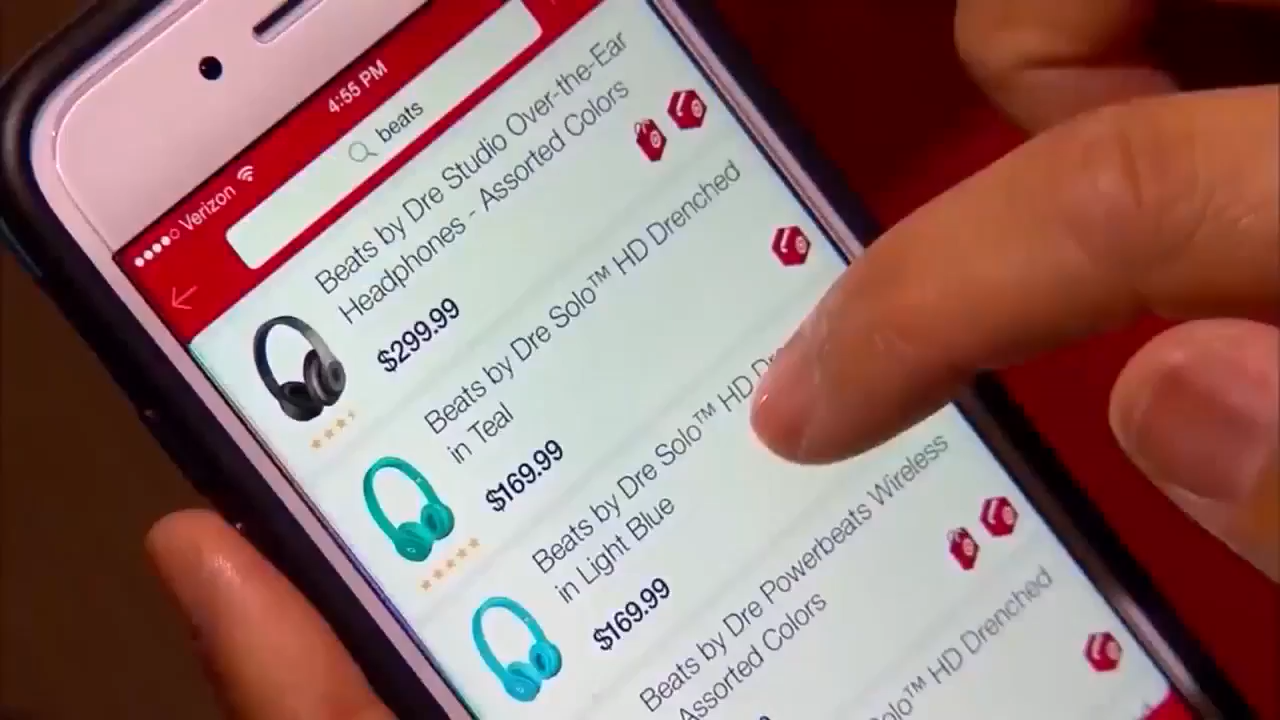 Verizon
4:55 PM
beats
Beats by Dre Studio Over-the-Ear
Headphones - Assorted Colors
$299.99
Beats by Dre Solo™ HD Drenched
in Teal
$169.99
Beats by Dre Solo™ HD Dr
in Light Blue
$169.99
Beats by Dre Powerbeats Wireless
Assorted Colors
Solo™ HD Drenched